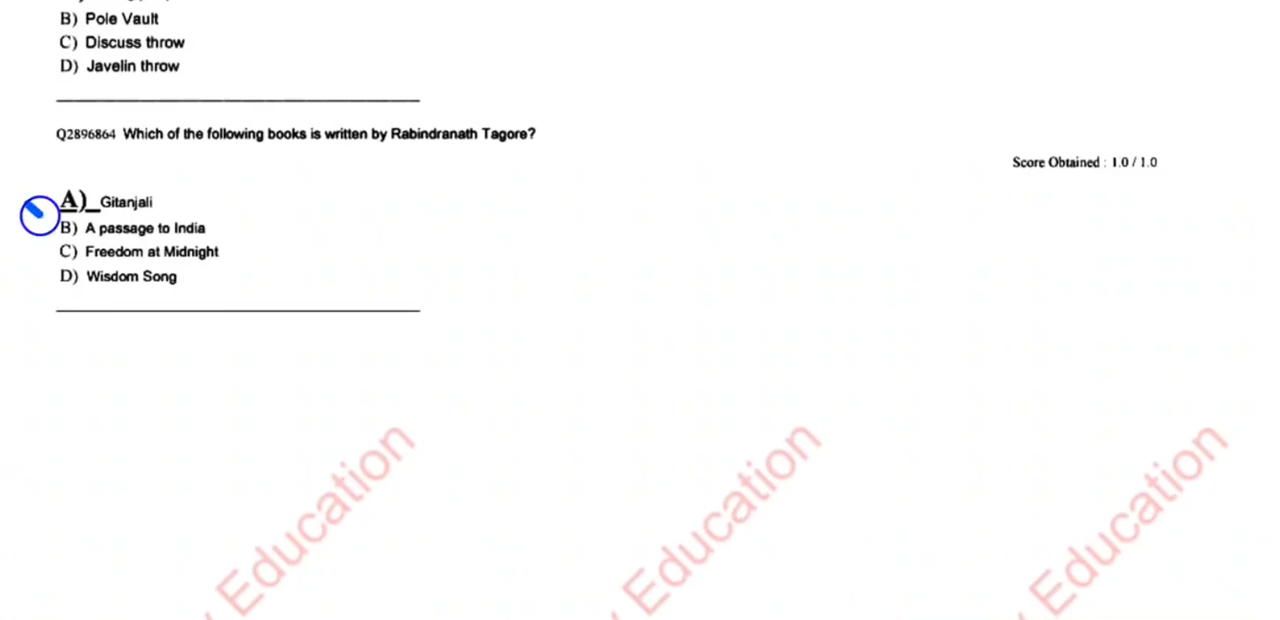 B) Pole Vault
C) Discuss throw
D) Javelin throw
Q2896864 Which of the following books is written by Rabindranath Tagore?
Score Obtained : 1.0 / 1.0
A) Gitanjali
B) A passage to India
C) Freedom at Midnight
D) Wisdom Song
Education
Education
Education